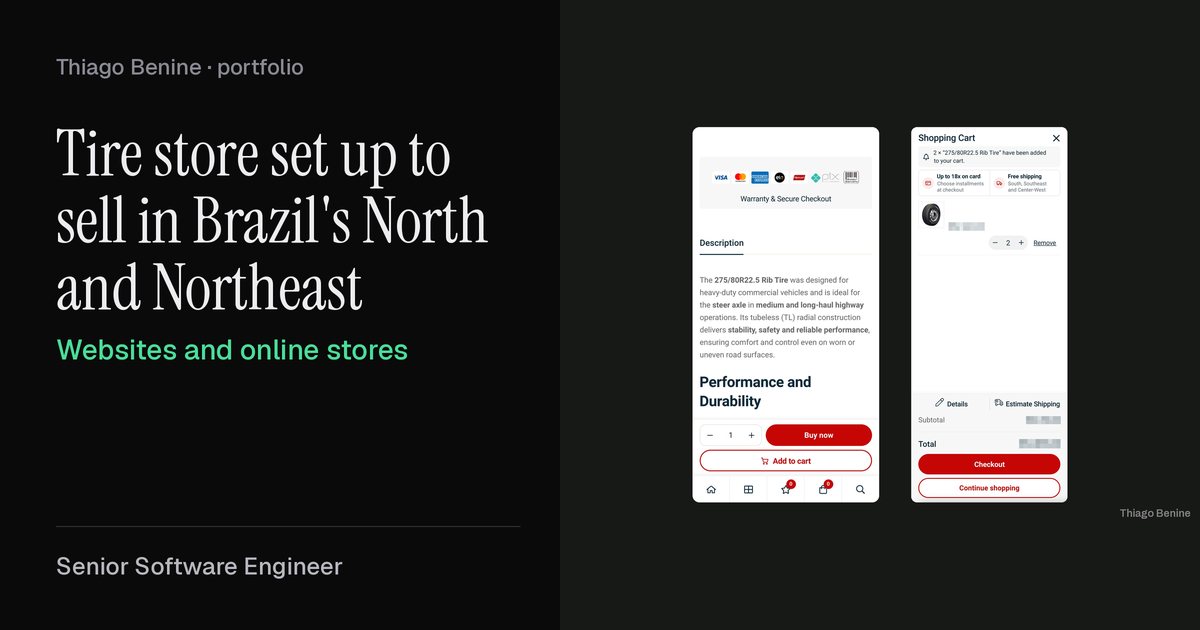 Thiago Benine · portfolio
Tire store set up to
sell in Brazil's North
and Northeast
Websites and online stores
Senior Software Engineer
VISA
elo
pix
Warranty & Secure Checkout
Description
The 275/80R22.5 Rib Tire was designed for
heavy-duty commercial vehicles and is ideal for
the steer axle in medium and long-haul highway
operations. Its tubeless (TL) radial construction
delivers stability, safety and reliable performance,
ensuring comfort and control even on worn or
uneven road surfaces.
Performance and
Durability
− 1 +
Buy now
Add to cart
0
0
Shopping Cart
2 × "275/80R22.5 Rib Tire" have been added
to your cart.
Up to 18x on card
Choose installments
at checkout
Free shipping
South, Southeast
and Center-West
− 2 +
Remove
Details
Estimate Shipping
Subtotal
Total
Checkout
Continue shopping
Thiago Benine